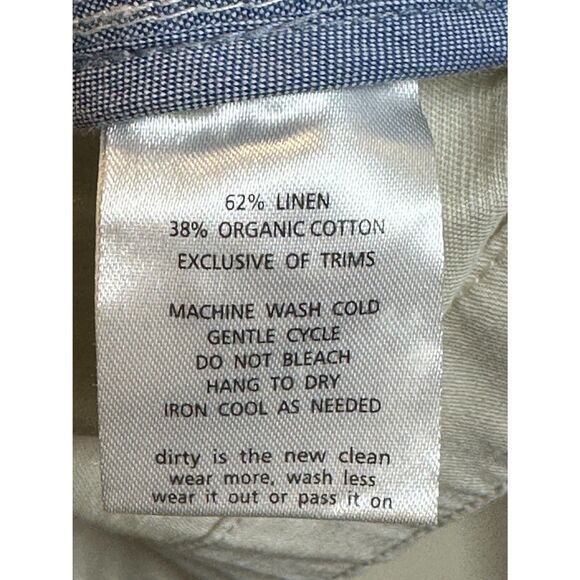 62% LINEN
38% ORGANIC COTTON
EXCLUSIVE OF TRIMS
MACHINE WASH COLD
GENTLE CYCLE
DO NOT BLEACH
HANG TO DRY
IRON COOL AS NEEDED
dirty is the new clean
wear more, wash less
wear it out or pass it on